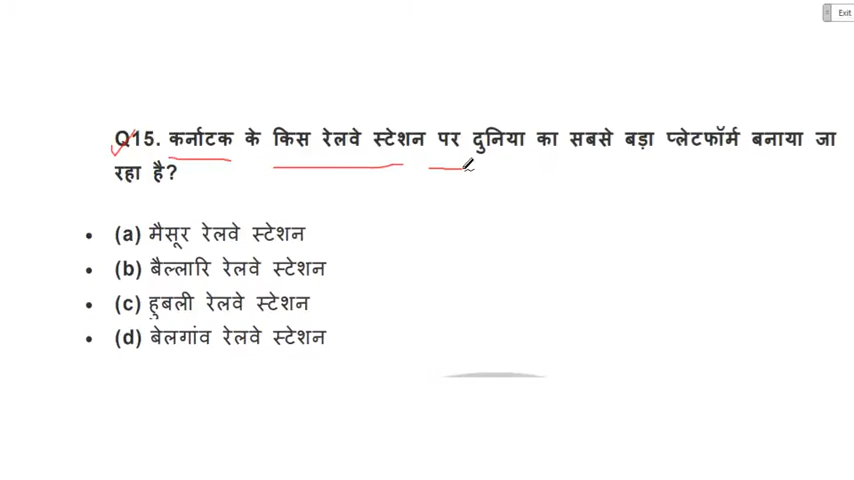 Exit
Q15. कर्नाटक के किस रेलवे स्टेशन पर दुनिया का सबसे बड़ा प्लेटफॉर्म बनाया जा
रहा है?
• (a) मैसूर रेलवे स्टेशन
• (b) बैल्लारि रेलवे स्टेशन
• (c) हुबली रेलवे स्टेशन
• (d) बेलगांव रेलवे स्टेशन